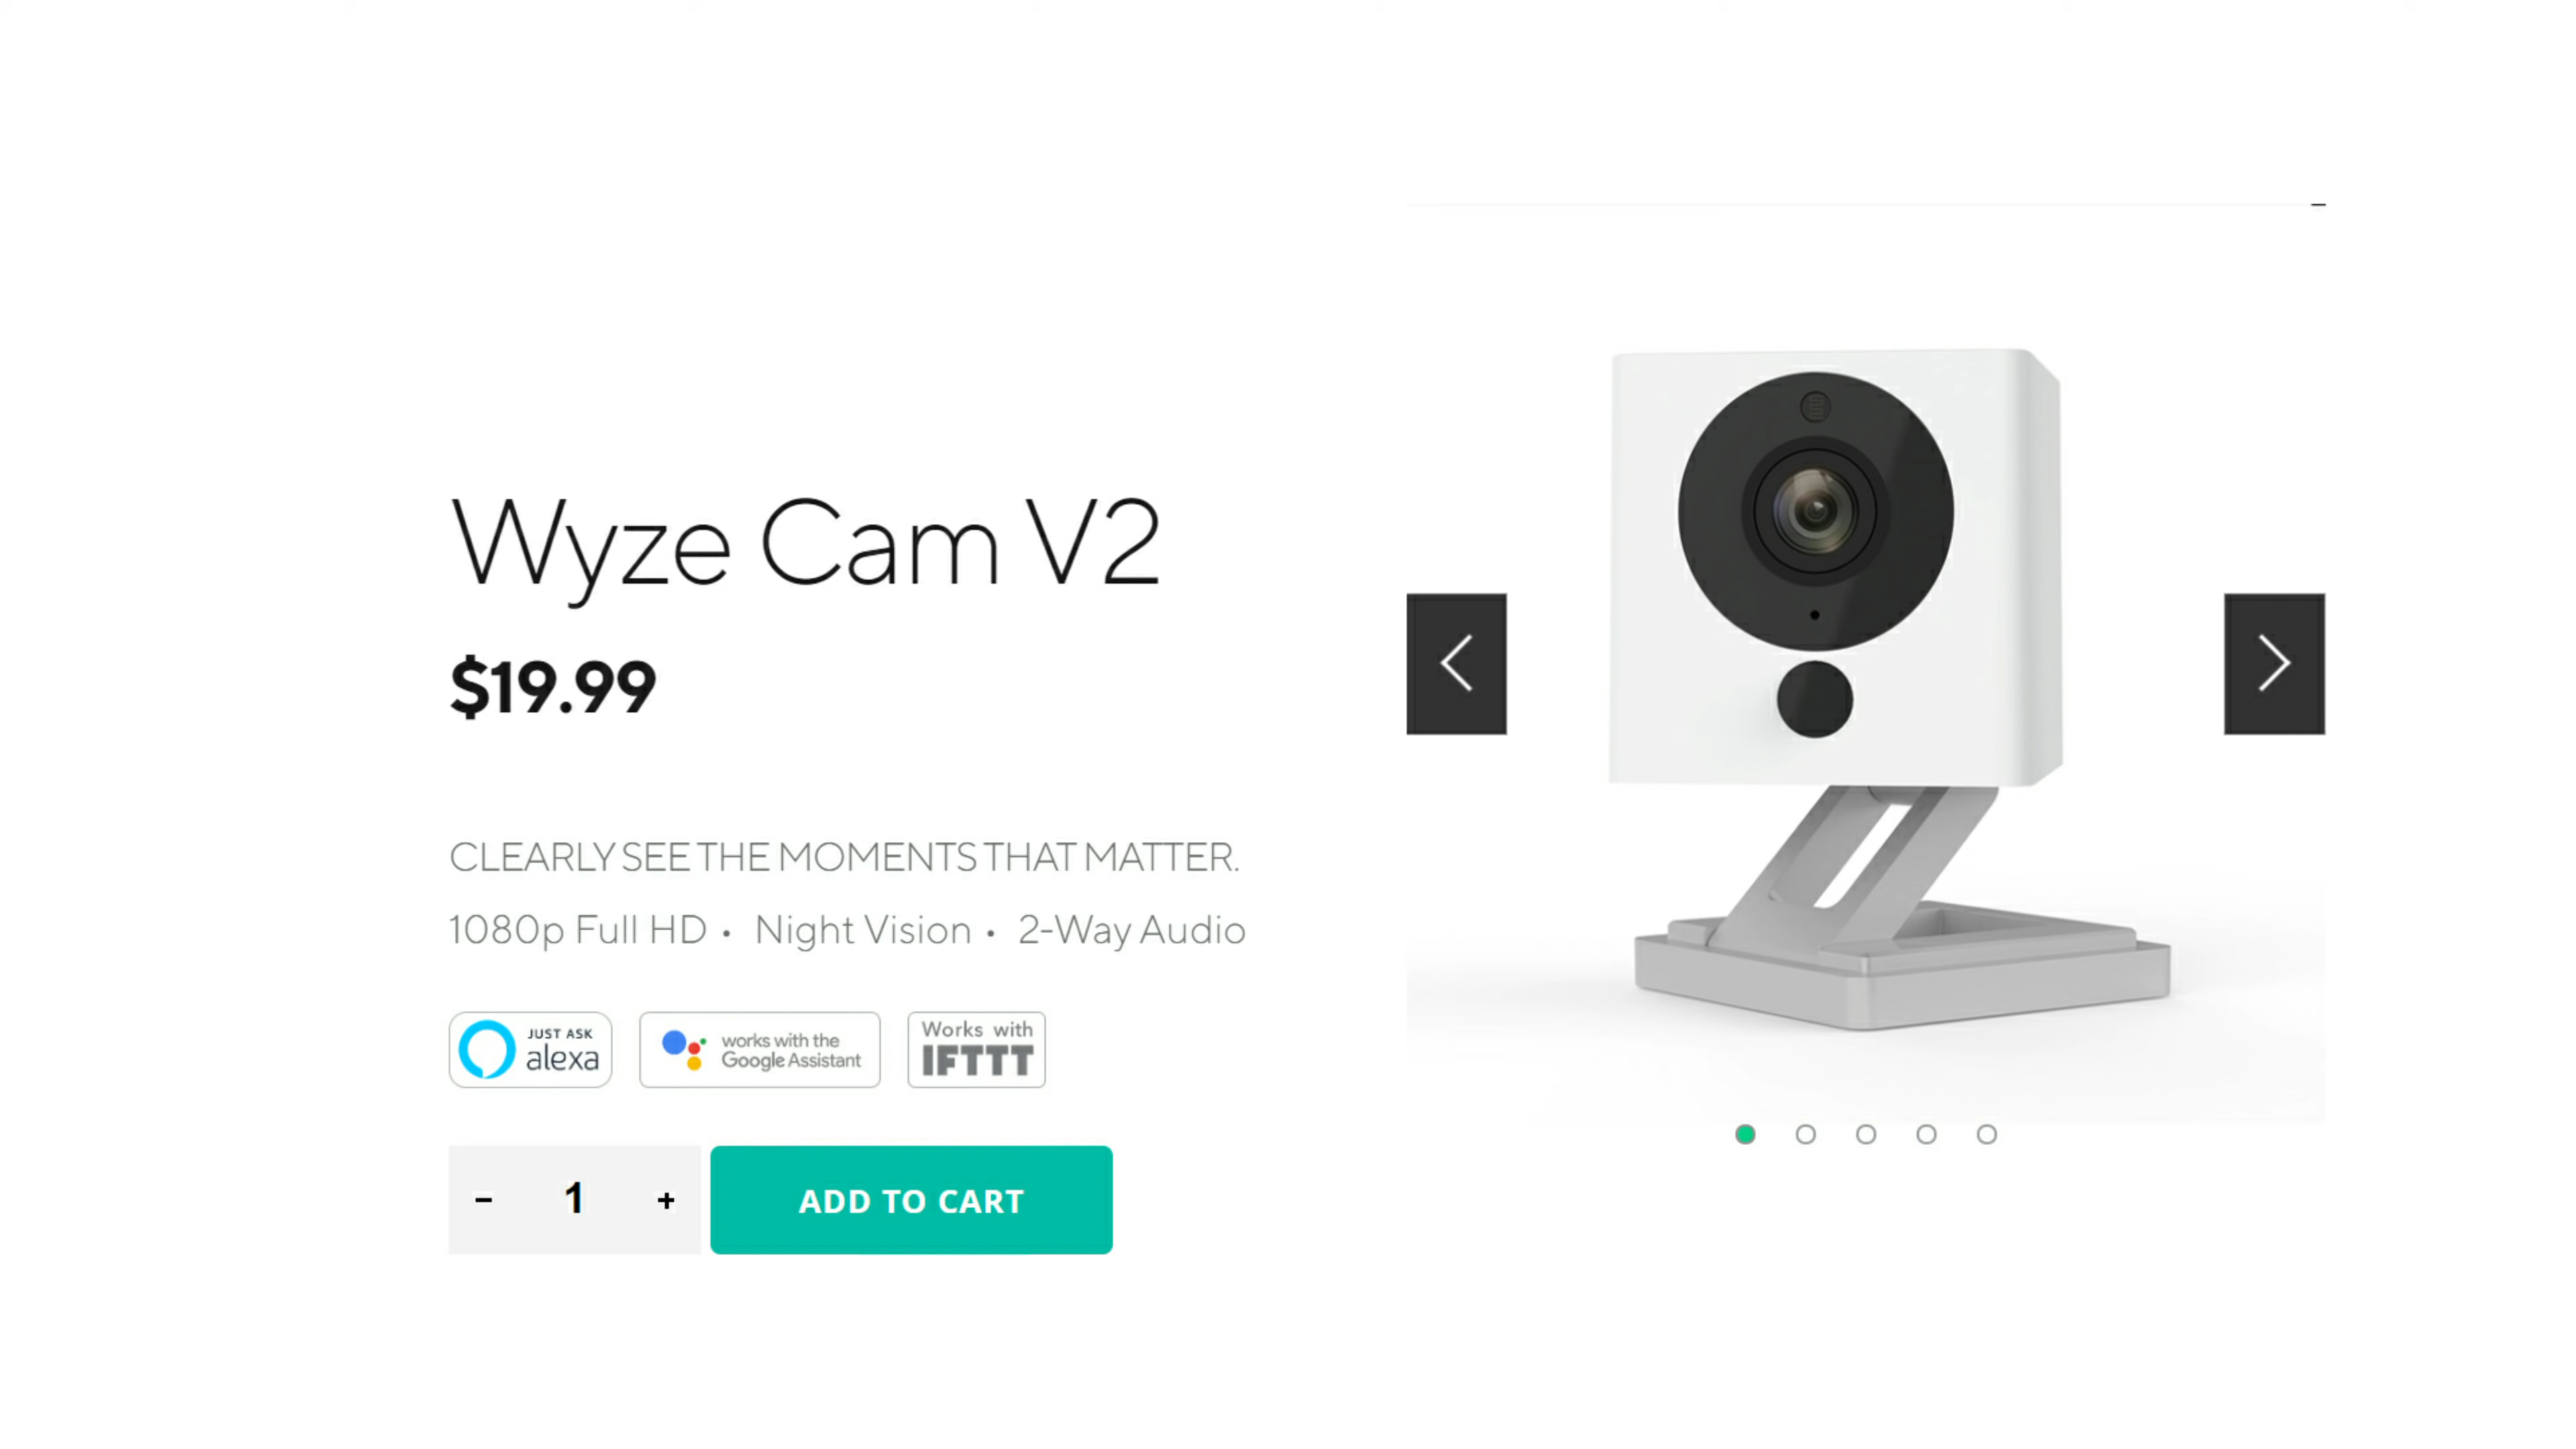 Wyze Cam V2
$19.99
CLEARLY SEE THE MOMENTS THAT MATTER.
1080p Full HD • Night Vision • 2-Way Audio
JUST ASK
alexa
works with the
Google Assistant
Works with
IFTTT
- 1 +
ADD TO CART